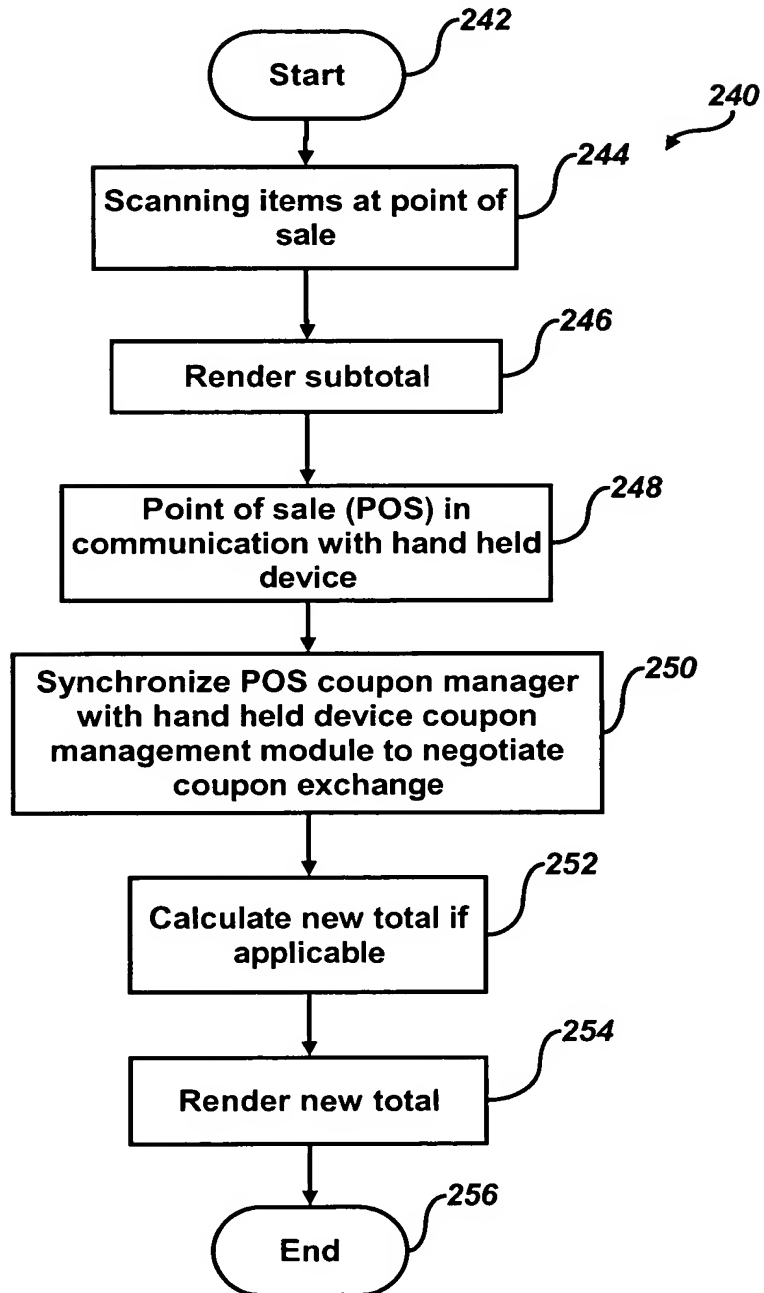 242
Start
240
244
Scanning items at point of
sale
246
Render subtotal
248
Point of sale (POS) in
communication with hand held
device
250
Synchronize POS coupon manager
with hand held device coupon
management module to negotiate
coupon exchange
252
Calculate new total if
applicable
254
Render new total
256
End